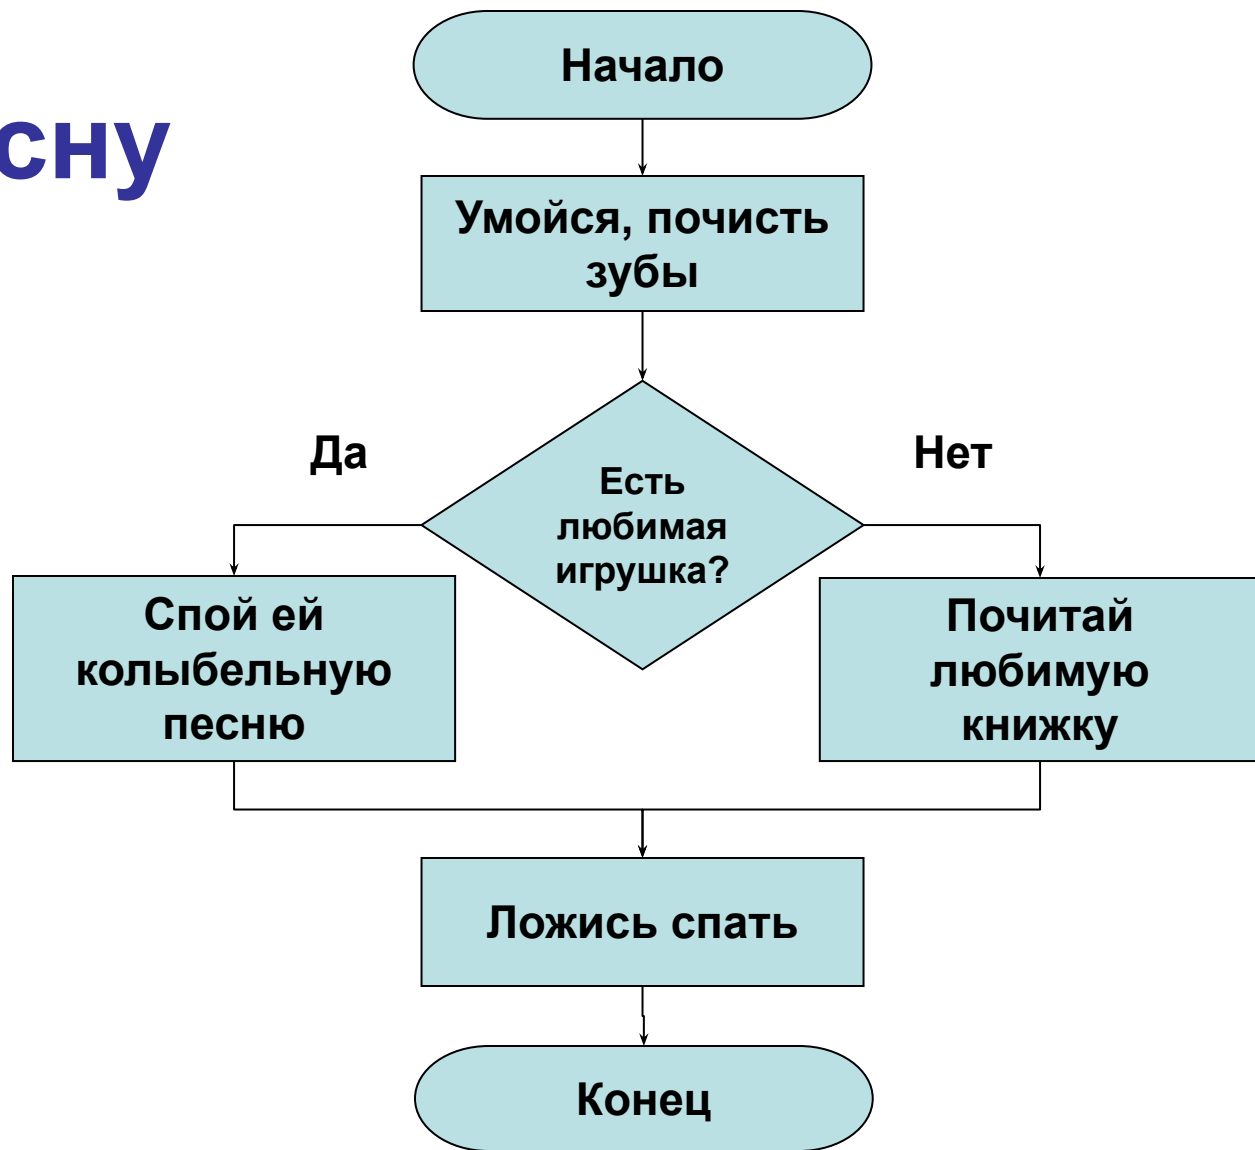 Начало
сну
Умойся, почисть
зубы
Да
Нет
Есть
любимая
игрушка?
Спой ей
колыбельную
песню
Почитай
любимую
книжку
Ложись спать
Конец